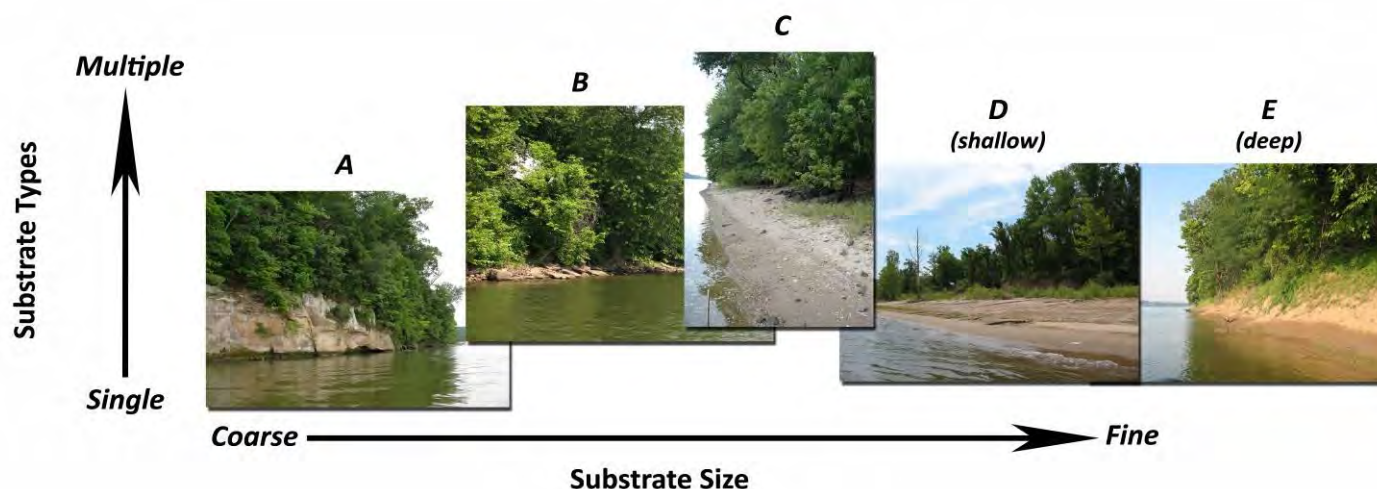 C
Multiple
B
D
(shallow)
E
(deep)
A
Substrate Types
Single
Coarse
Fine
Substrate Size